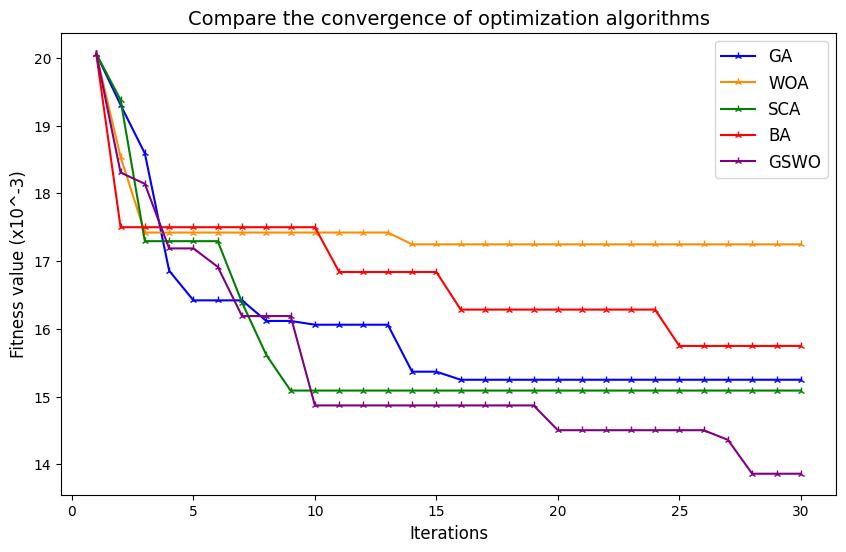 Compare the convergence of optimization algorithms
Fitness value (x10^-3)
20
19
18
17
16
15
14
GA
WOA
SCA
BA
GSWO
0 5 10 15 20 25 30
Iterations